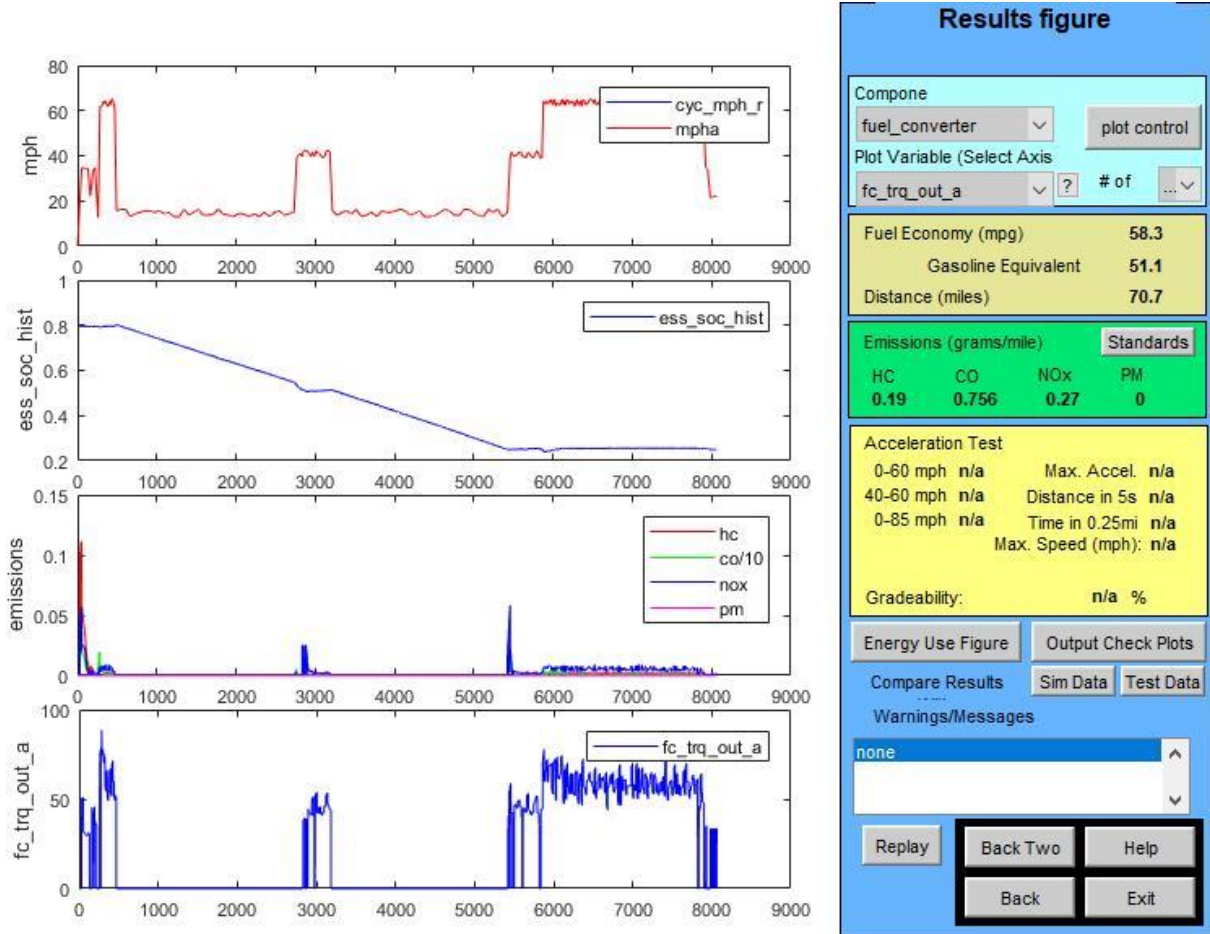 Results figure
80
60
40
20
0
mph
cyc_mph_r
mpha
0 1000 2000 3000 4000 5000 6000 7000 8000 9000
1
0.8
0.6
0.4
0.2
ess_soc_hist
ess_soc_hist
0 1000 2000 3000 4000 5000 6000 7000 8000 9000
0.15
0.1
0.05
0
emissions
hc
co/10
nox
pm
0 1000 2000 3000 4000 5000 6000 7000 8000 9000
100
50
0
fc_trq_out_a
fc_trq_out_a
0 1000 2000 3000 4000 5000 6000 7000 8000 9000
Compone
fuel_converter
plot control
Plot Variable (Select Axis
fc_trq_out_a ? # of ...
Fuel Economy (mpg) 58.3
Gasoline Equivalent 51.1
Distance (miles) 70.7
Emissions (grams/mile) Standards
HC CO NOx PM
0.19 0.756 0.27 0
Acceleration Test
0-60 mph n/a Max. Accel. n/a
40-60 mph n/a Distance in 5s n/a
0-85 mph n/a Time in 0.25mi n/a
Max. Speed (mph): n/a
Gradeability: n/a %
Energy Use Figure Output Check Plots
Compare Results Sim Data Test Data
Warnings/Messages
none
Replay Back Two Help
Back Exit